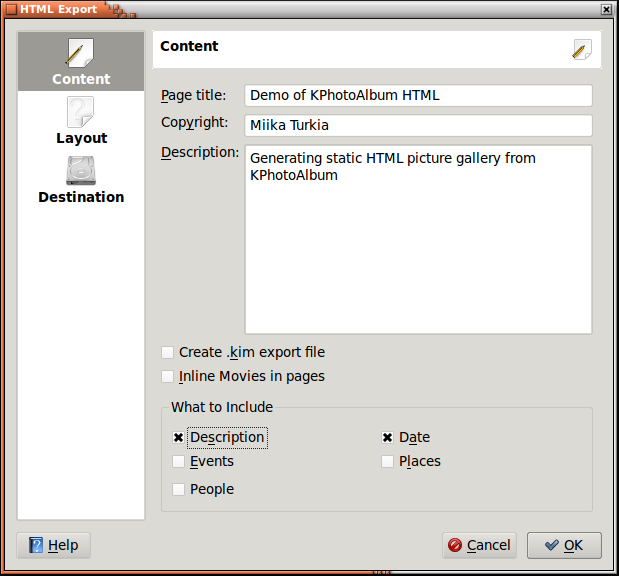 HTML Export
Content
Layout
Destination
Content
Page title: Demo of KPhotoAlbum HTML
Copyright: Miika Turkia
Description: Generating static HTML picture gallery from
KPhotoAlbum
Create .kim export file
Inline Movies in pages
What to Include
Description Date
Events Places
People
Help Cancel OK